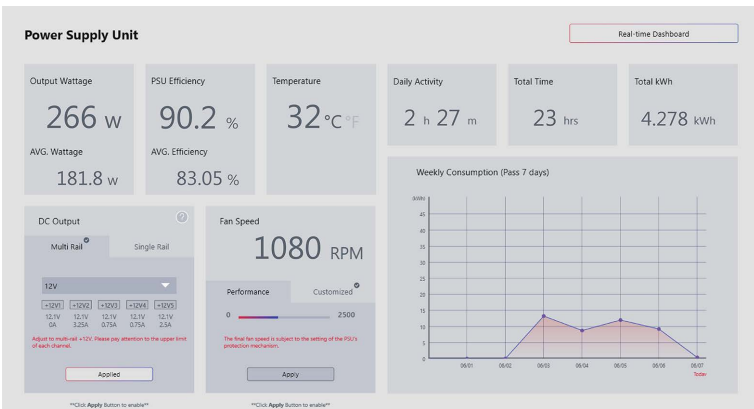 Power Supply Unit
Real-time Dashboard
Output Wattage
266 W
AVG. Wattage
181.8 w
PSU Efficiency
90.2 %
AVG. Efficiency
83.05 %
Temperature
32 °C °F
Daily Activity
2 h 27 m
Total Time
23 hrs
Total kWh
4.278 kWh
DC Output
?
Multi Rail
Single Rail
12V
+12V1 +12V2 +12V3 +12V4 +12V5
12.1V 12.1V 12.1V 12.1V 12.1V
0A 3.25A 0.75A 0.75A 2.5A
Adjust to multi-rail +12V. Please pay attention to the upper limit
of each channel.
Applied
**Click Apply Button to enable**
Fan Speed
1080 RPM
Performance
Customized
0 2500
The final fan speed is subject to the setting of the PSU's
protection mechanism.
Apply
**Click Apply Button to enable**
Weekly Consumption (Pass 7 days)
(kWh)
45
40
35
30
25
20
15
10
5
0
06/01 06/02 06/03 06/04 06/05 06/06 06/07
Today